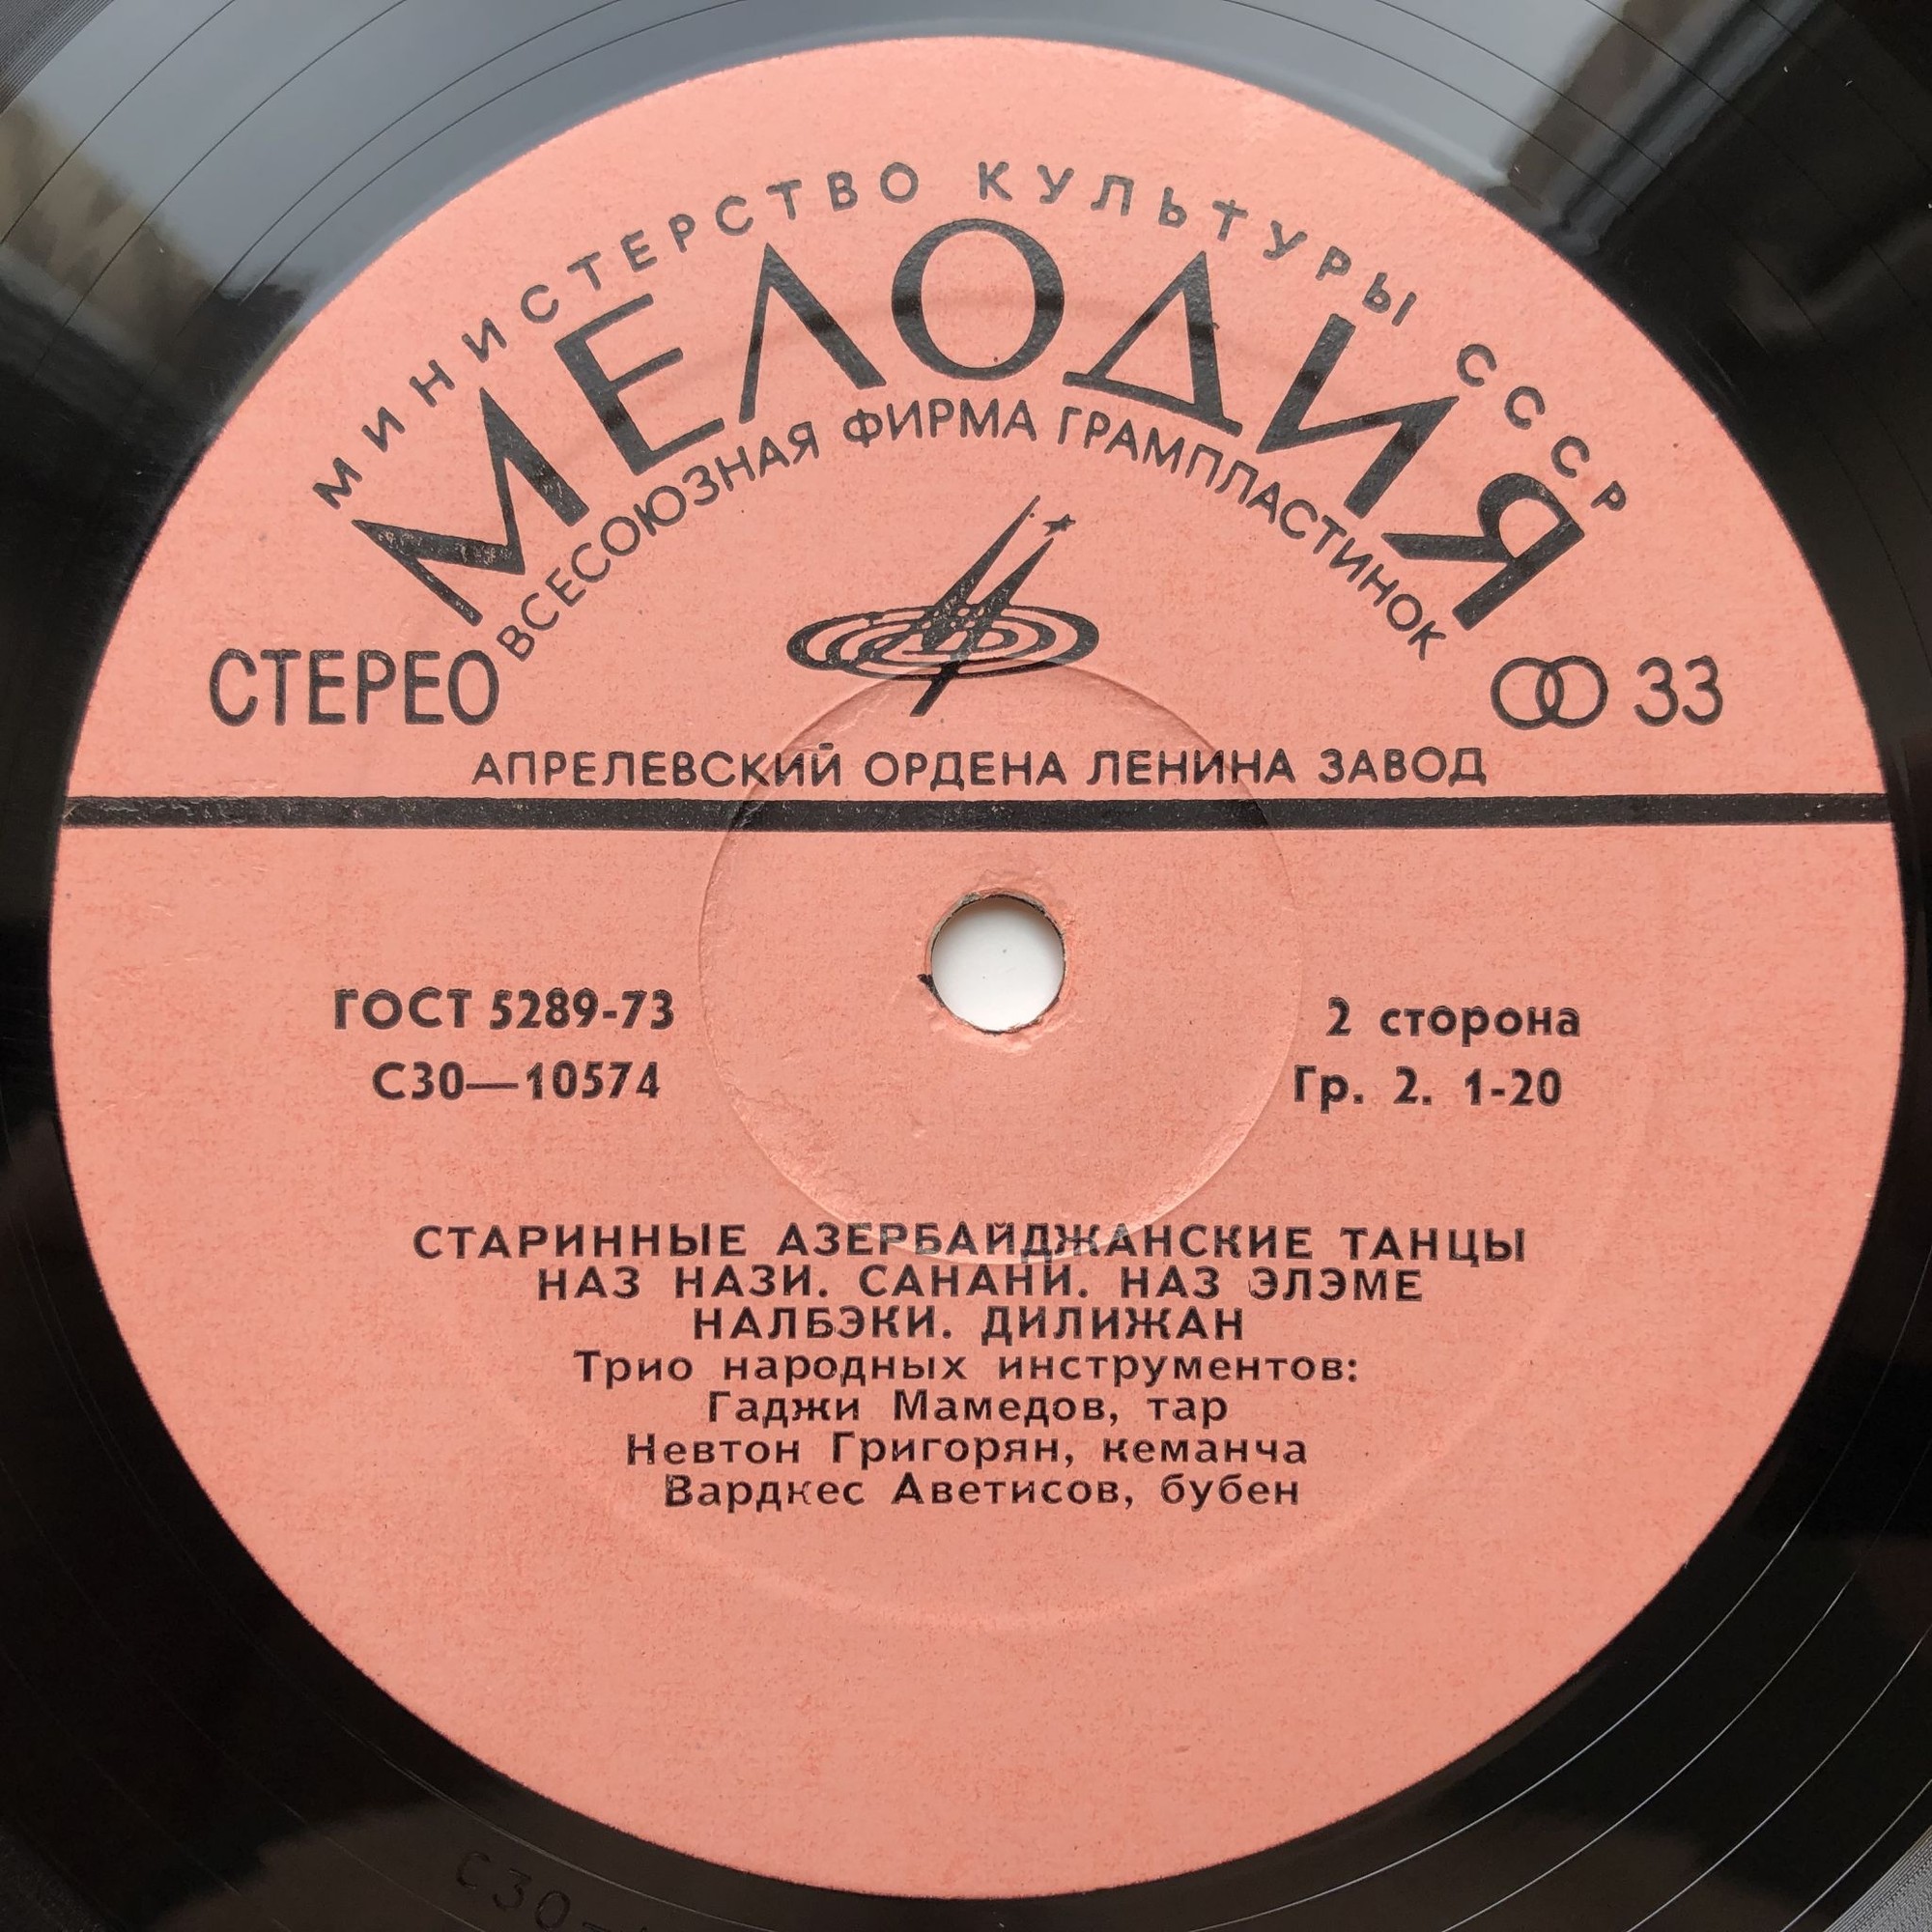 МИНИСТЕРСТВО КУЛЬТУРЫ СССР
МЕЛОДИЯ
ВСЕСОЮЗНАЯ ФИРМА ГРАМПЛАСТИНОК
СТЕРЕО
33
АПРЕЛЕВСКИЙ ОРДЕНА ЛЕНИНА ЗАВОД
ГОСТ 5289-73
2 сторона
С30—10574
Гр. 2. 1-20
СТАРИННЫЕ АЗЕРБАЙДЖАНСКИЕ ТАНЦЫ
НАЗ НАЗИ. САНАНИ. НАЗ ЭЛЭМЕ
НАЛБЭКИ. ДИЛИЖАН
Трио народных инструментов:
Гаджи Мамедов, тар
Невтон Григорян, кеманча
Вардкес Аветисов, бубен
С30-